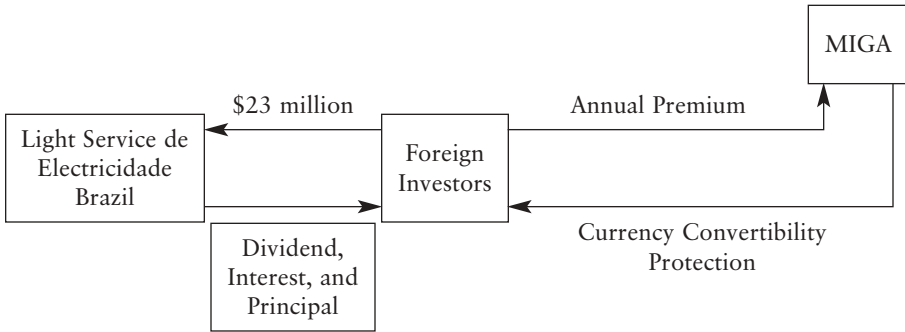 MIGA
$23 million
Annual Premium
Light Service de
Electricidade
Brazil
Foreign
Investors
Dividend,
Interest, and
Principal
Currency Convertibility
Protection